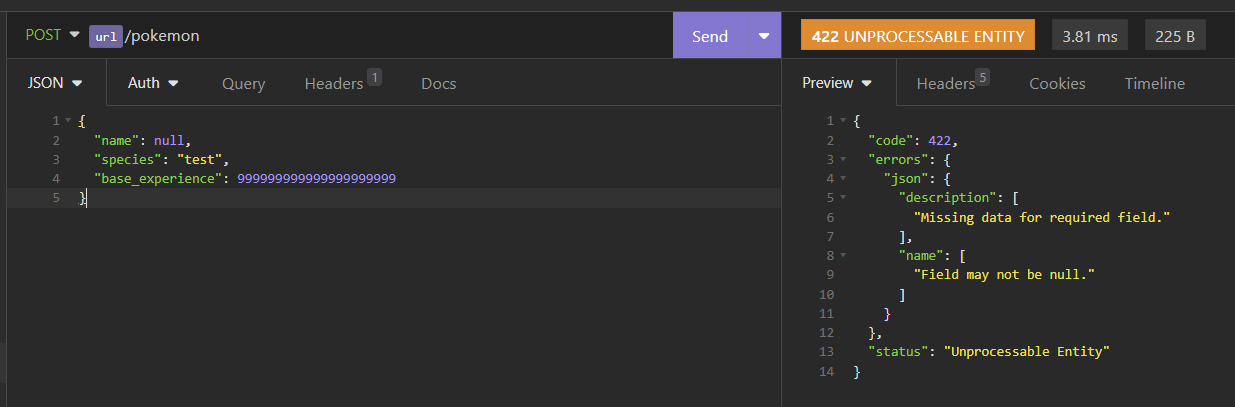 POST url /pokemon Send 422 UNPROCESSABLE ENTITY 3.81 ms 225 B
JSON Auth Query Headers 1 Docs Preview Headers 5 Cookies Timeline
1 {
2 "name": null,
3 "species": "test",
4 "base_experience": 999999999999999999999
5 }
1 {
2 "code": 422,
3 "errors": {
4 "json": {
5 "description": [
6 "Missing data for required field."
7 ],
8 "name": [
9 "Field may not be null."
10 ]
11 }
12 },
13 "status": "Unprocessable Entity"
14 }